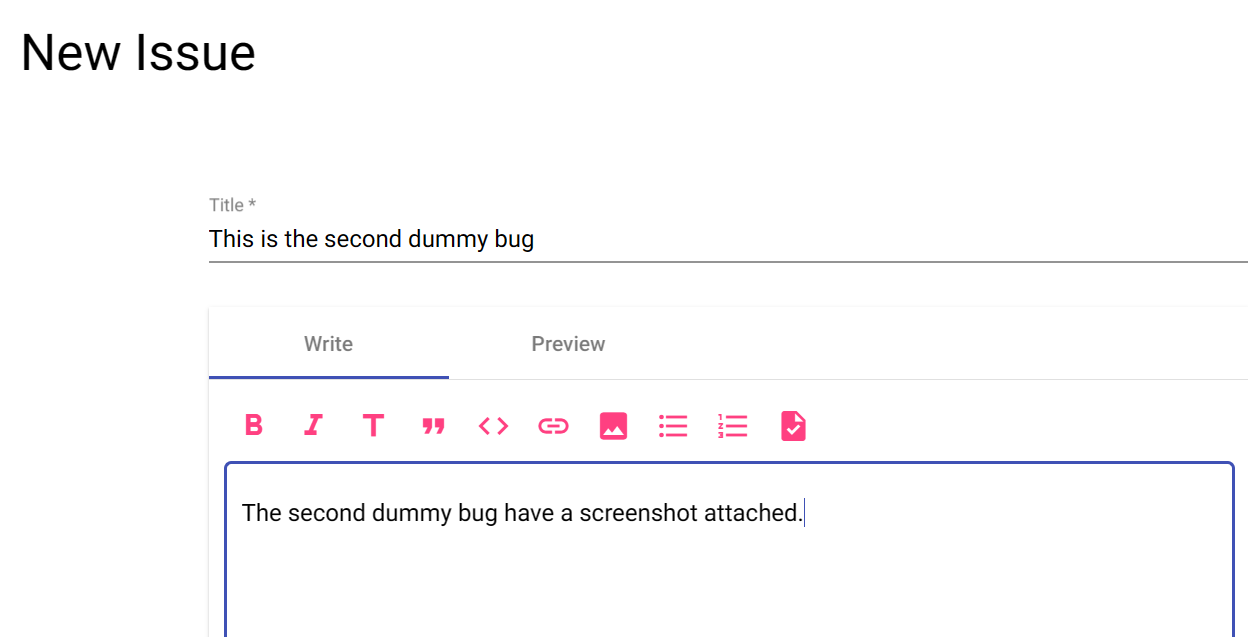 New Issue
Title *
This is the second dummy bug
Write Preview
The second dummy bug have a screenshot attached.